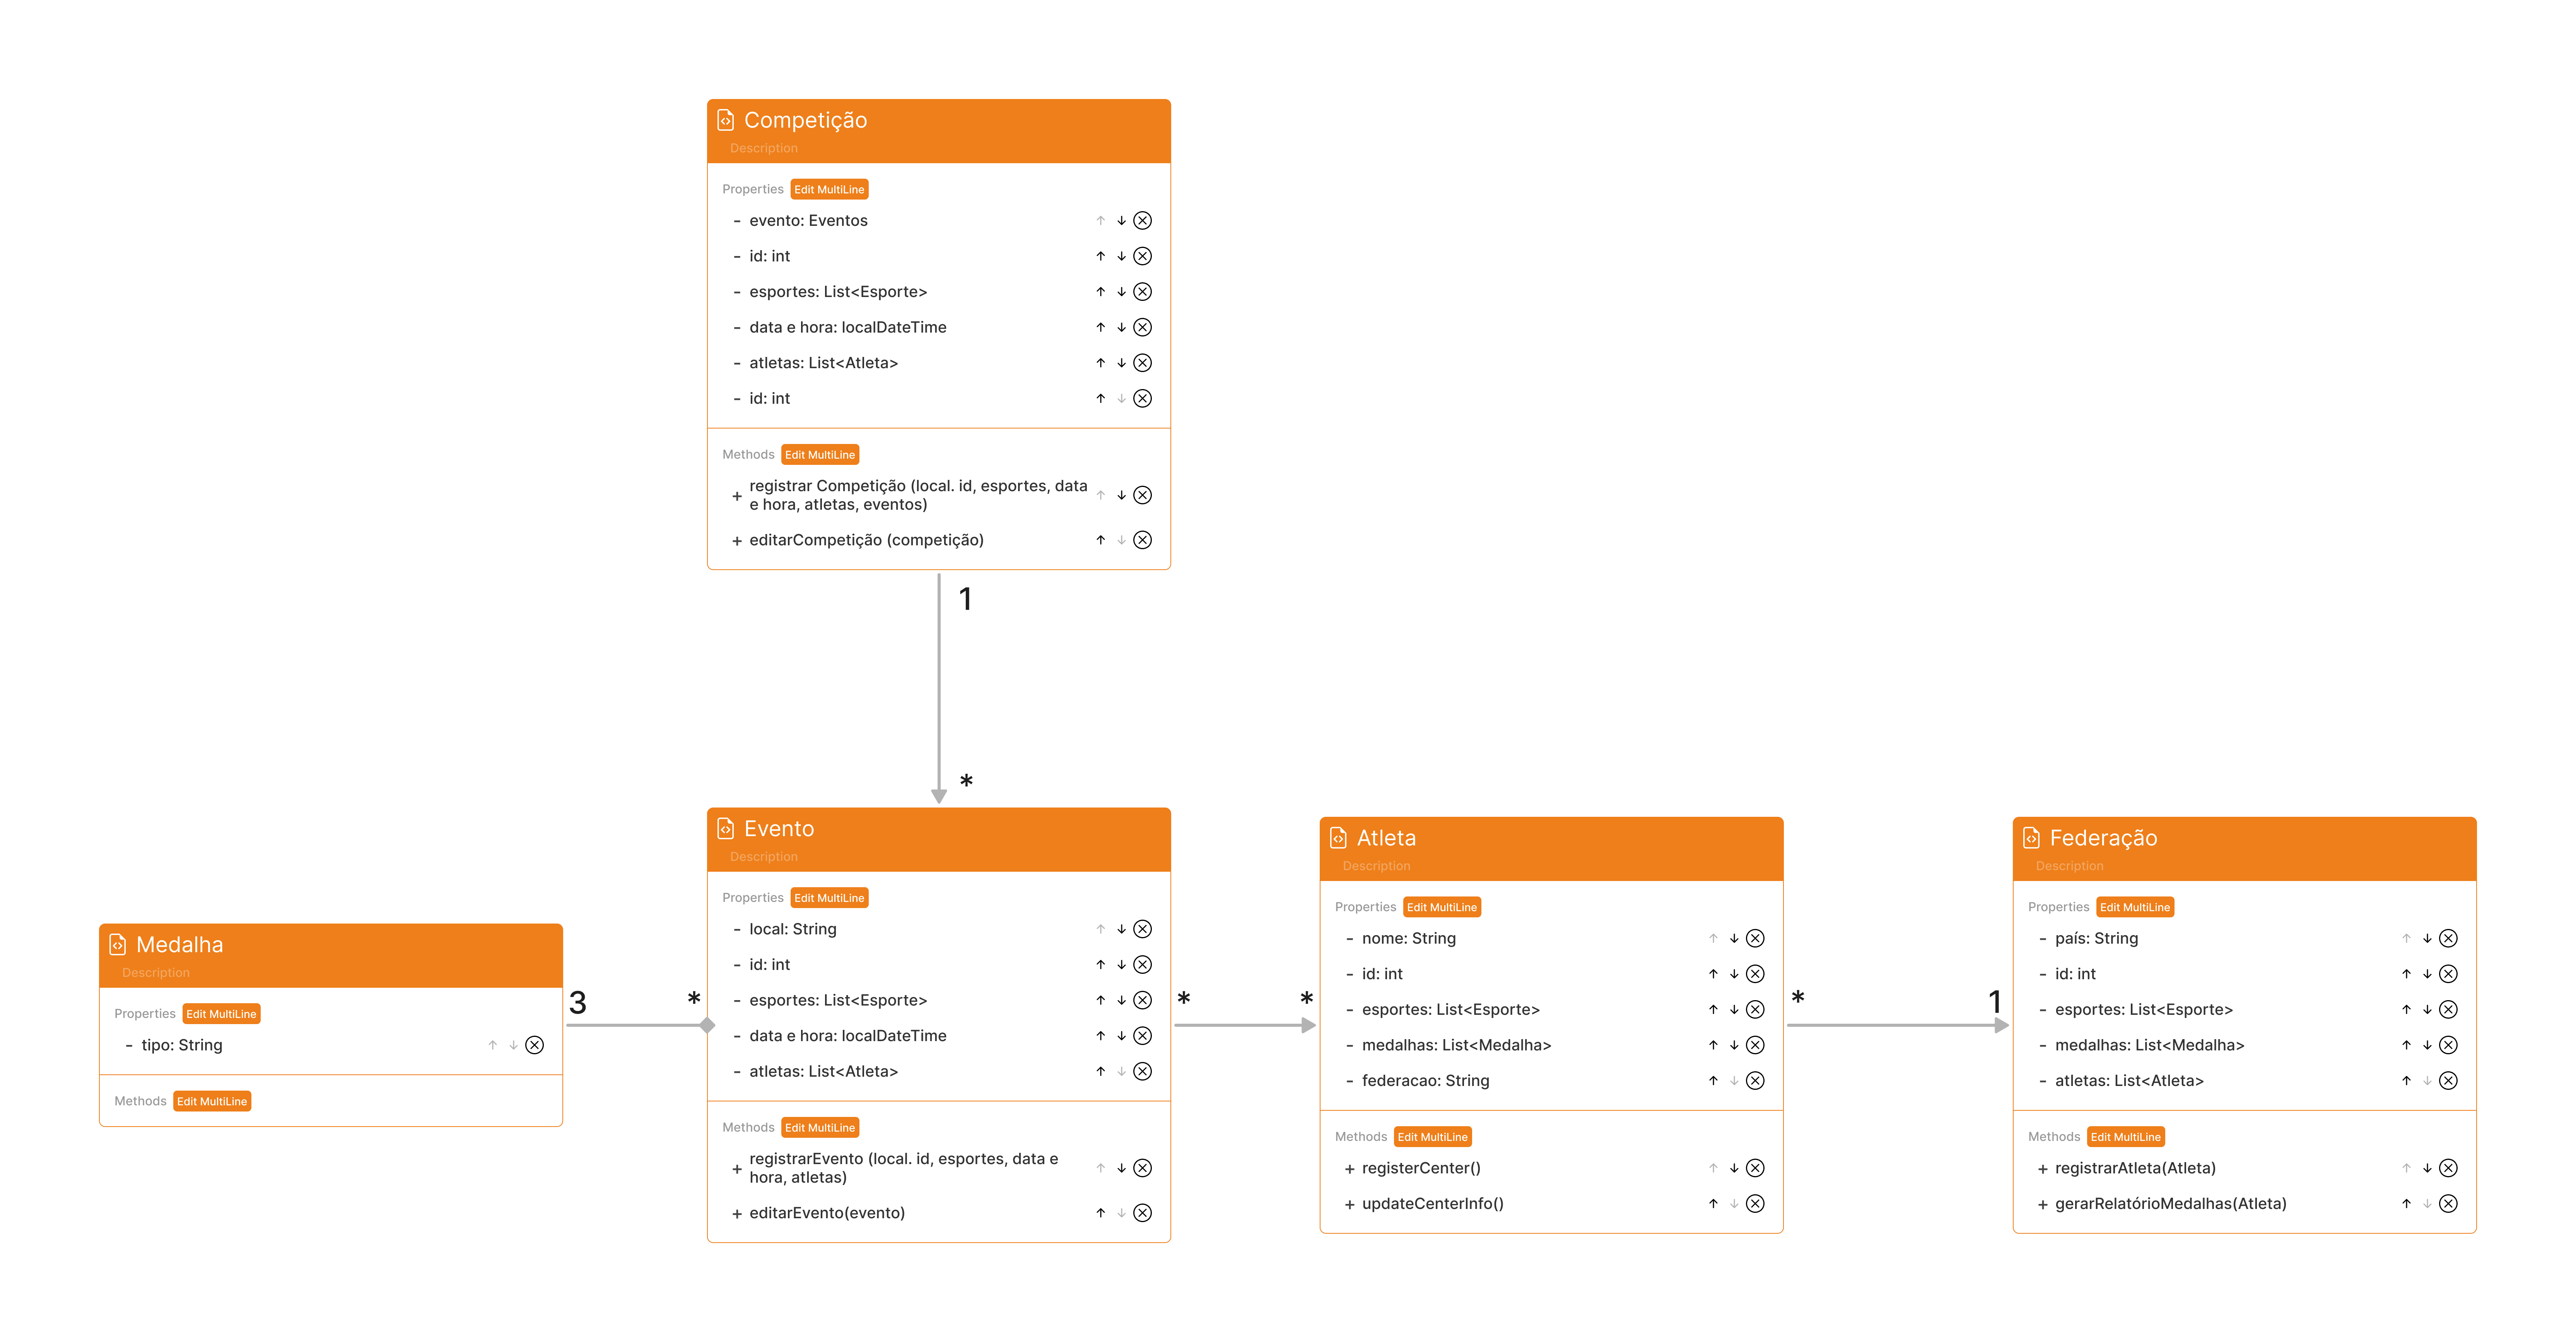 Competição
Description
Properties Edit MultiLine
- evento: Eventos
- id: int
- esportes: List<Esporte>
- data e hora: localDateTime
- atletas: List<Atleta>
- id: int
Methods Edit MultiLine
+ registrar Competição (local. id, esportes, data
e hora, atletas, eventos)
+ editarCompetição (competição)
1
*
Medalha
Description
Properties Edit MultiLine
- tipo: String
Methods Edit MultiLine
3
*
Evento
Description
Properties Edit MultiLine
- local: String
- id: int
- esportes: List<Esporte>
- data e hora: localDateTime
- atletas: List<Atleta>
Methods Edit MultiLine
+ registrarEvento (local. id, esportes, data e
hora, atletas)
+ editarEvento(evento)
*
*
Atleta
Description
Properties Edit MultiLine
- nome: String
- id: int
- esportes: List<Esporte>
- medalhas: List<Medalha>
- federacao: String
Methods Edit MultiLine
+ registerCenter()
+ updateCenterInfo()
*
1
Federação
Description
Properties Edit MultiLine
- país: String
- id: int
- esportes: List<Esporte>
- medalhas: List<Medalha>
- atletas: List<Atleta>
Methods Edit MultiLine
+ registrarAtleta(Atleta)
+ gerarRelatórioMedalhas(Atleta)